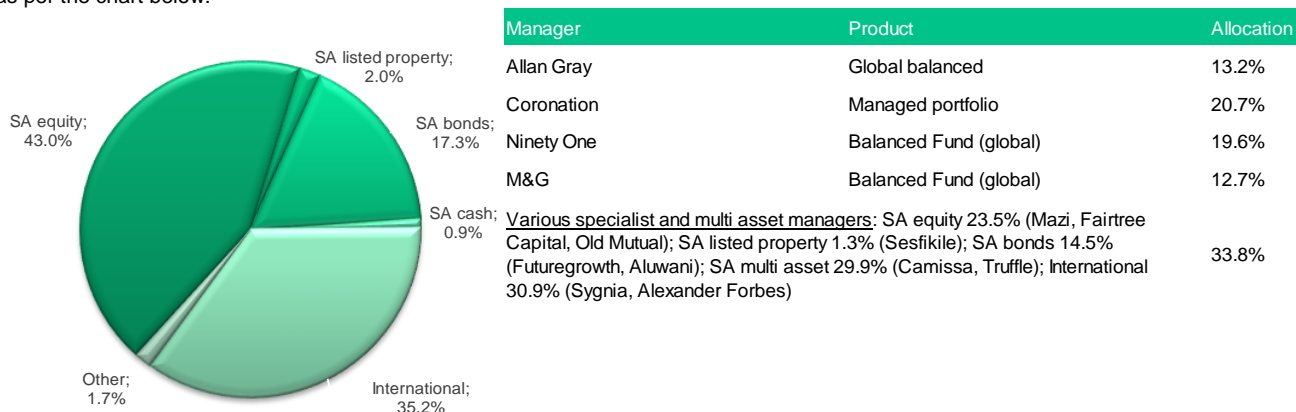 as per the chart below:
SA listed property;
2.0%
SA equity;
43.0%
SA bonds;
17.3%
SA cash;
0.9%
International;
35.2%
Other;
1.7%
Manager Product Allocation
Allan Gray Global balanced 13.2%
Coronation Managed portfolio 20.7%
Ninety One Balanced Fund (global) 19.6%
M&G Balanced Fund (global) 12.7%
Various specialist and multi asset managers: SA equity 23.5% (Mazi, Fairtree
Capital, Old Mutual); SA listed property 1.3% (Sesfikile); SA bonds 14.5%
(Futuregrowth, Aluwani); SA multi asset 29.9% (Camissa, Truffle); International
30.9% (Sygnia, Alexander Forbes)
33.8%